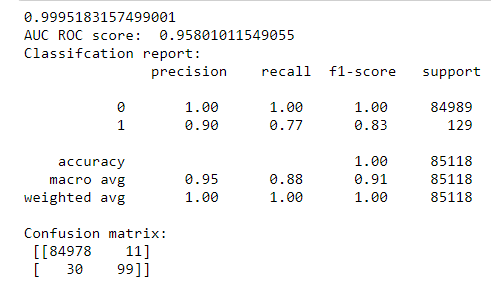 0.9995183157499001
AUC ROC score:  0.95801011549055
Classifcation report:
              precision    recall  f1-score   support

           0       1.00      1.00      1.00     84989
           1       0.90      0.77      0.83       129

    accuracy                           1.00     85118
   macro avg       0.95      0.88      0.91     85118
weighted avg       1.00      1.00      1.00     85118

Confusion matrix:
 [[84978    11]
 [   30    99]]